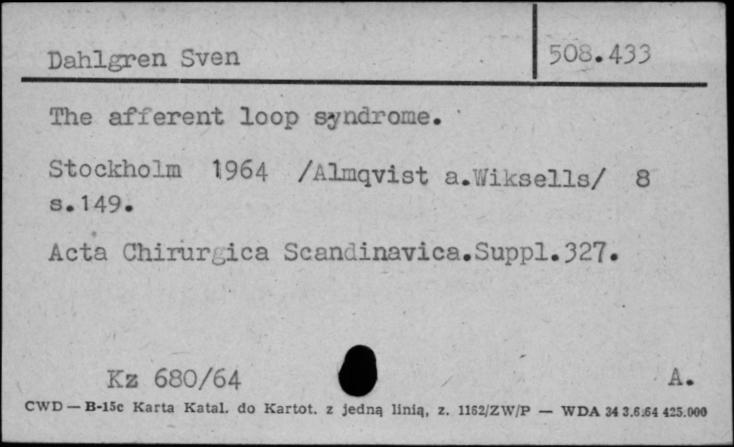 Dahlgren Sven 508.433
The afferent loop syndrome.
Stockholm 1964 /Almqvist a.Wiksells/ 8
s.149.
Acta Chirurgica Scandinavica.Suppl.327.
Kz 680/64 A.
CWD — B-15c Karta Katal. do Kartot. z jedną linią, z. 1162/ZW/P — WDA 34 3.6.64 425.000